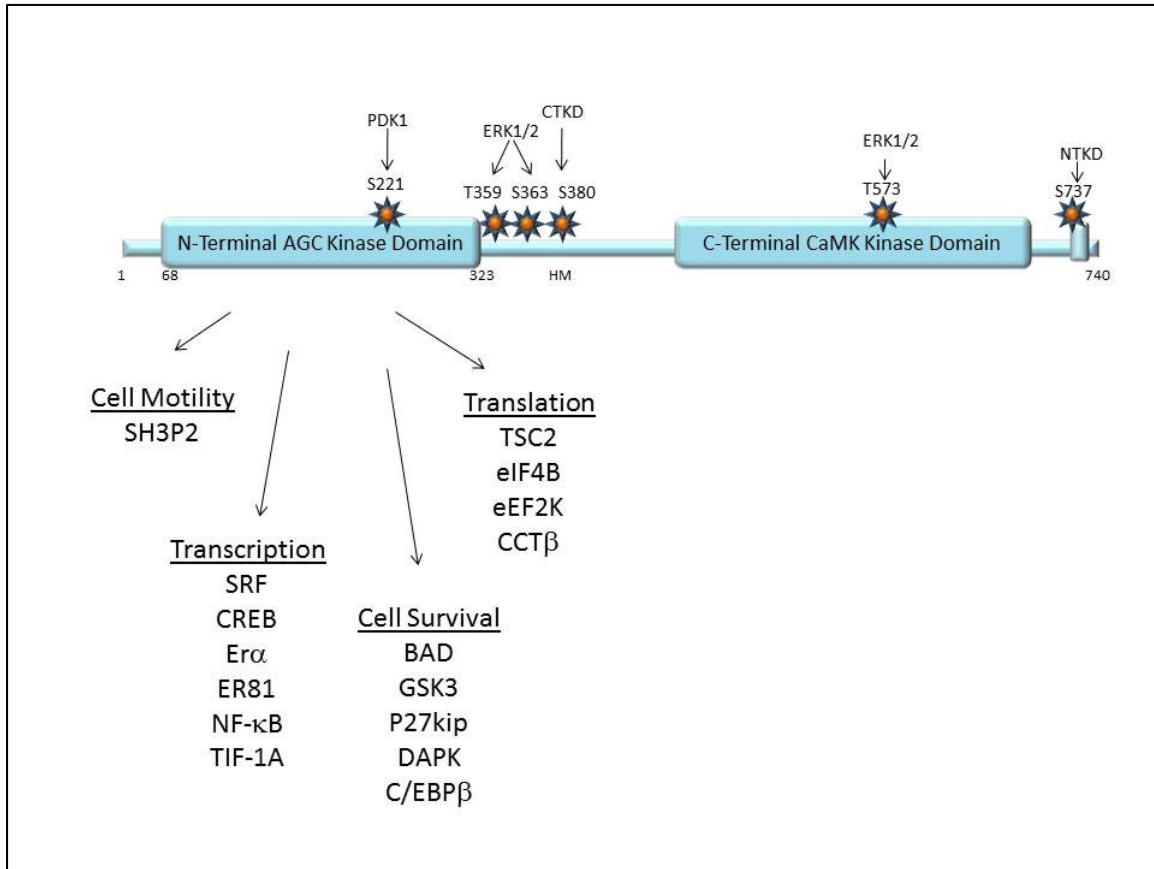 PDK1
ERK1/2
CTKD
ERK1/2
NTKD
S221
T359
S363
S380
T573
S737
N-Terminal AGC Kinase Domain
C-Terminal CaMK Kinase Domain
1
68
323
HM
740
Cell Motility
SH3P2
Transcription
SRF
CREB
Erα
ER81
NF-κB
TIF-1A
Cell Survival
BAD
GSK3
P27kip
DAPK
C/EBPβ
Translation
TSC2
eIF4B
eEF2K
CCTβ